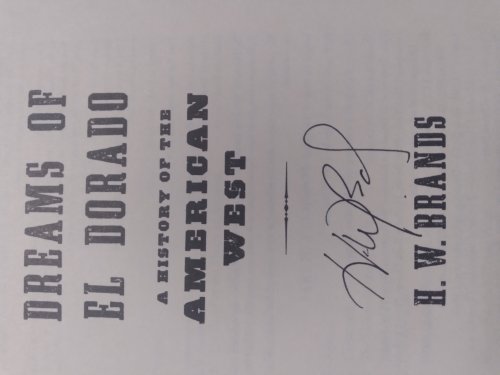 DREAMS OF
EL DORADO
A HISTORY OF THE
AMERICAN
WEST
H. W. BRANDS